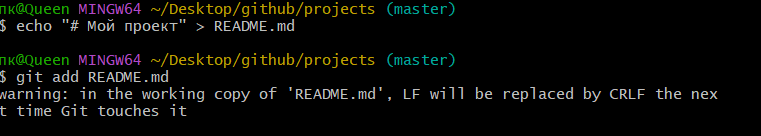 пк@Queen MINGW64 ~/Desktop/github/projects (master)
$ echo "# Мой проект" > README.md
пк@Queen MINGW64 ~/Desktop/github/projects (master)
$ git add README.md
warning: in the working copy of 'README.md', LF will be replaced by CRLF the nex
t time Git touches it